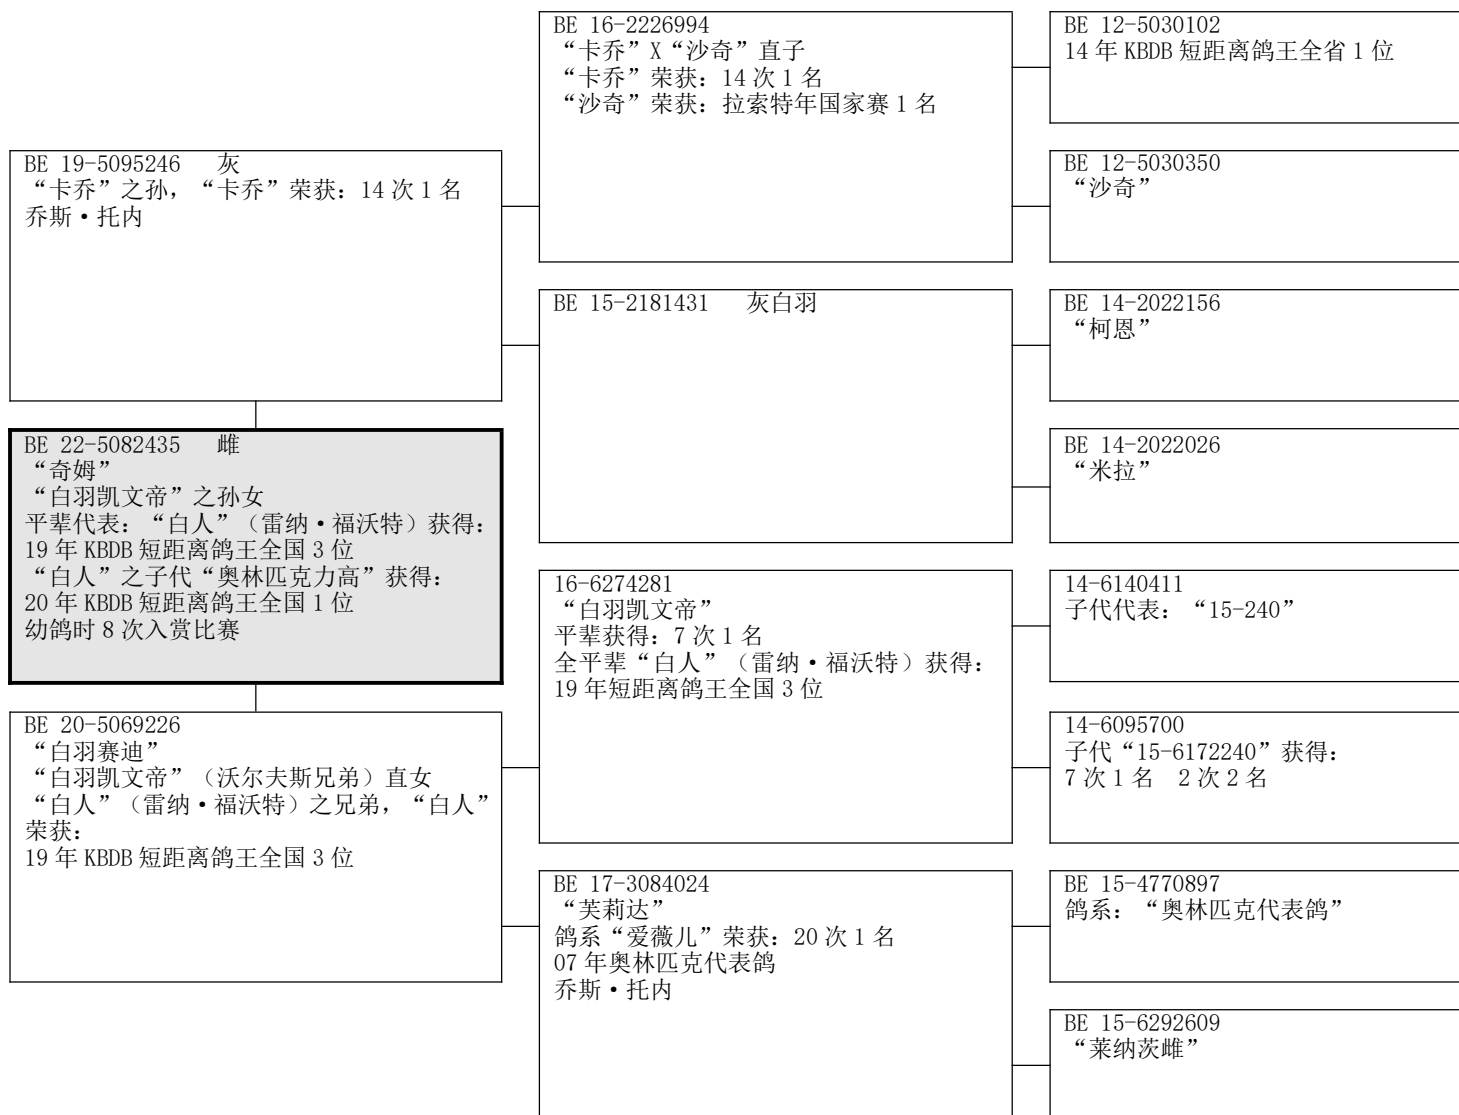 BE 19-5095246 灰
“卡乔”之孙，“卡乔”荣获：14 次 1 名
乔斯•托内
BE 22-5082435 雌
“奇姆”
“白羽凯文帝”之孙女
平辈代表：“白人”（雷纳•福沃特）获得：
19 年 KBDB 短距离鸽王全国 3 位
“白人”之子代“奥林匹克力高”获得：
20 年 KBDB 短距离鸽王全国 1 位
幼鸽时 8 次入赏比赛
BE 20-5069226
“白羽赛迪”
“白羽凯文帝”（沃尔夫斯兄弟）直女
“白人”（雷纳•福沃特）之兄弟，“白人”
荣获：
19 年 KBDB 短距离鸽王全国 3 位
BE 16-2226994
“卡乔”X“沙奇”直子
“卡乔”荣获：14 次 1 名
“沙奇”荣获：拉索特年国家赛 1 名
BE 15-2181431 灰白羽
16-6274281
“白羽凯文帝”
平辈获得：7 次 1 名
全平辈“白人”（雷纳•福沃特）获得：
19 年短距离鸽王全国 3 位
BE 17-3084024
“芙莉达”
鸽系“爱薇儿”荣获：20 次 1 名
07 年奥林匹克代表鸽
乔斯•托内
BE 12-5030102
14 年 KBDB 短距离鸽王全省 1 位
BE 12-5030350
“沙奇”
BE 14-2022156
“柯恩”
BE 14-2022026
“米拉”
14-6140411
子代代表：“15-240”
14-6095700
子代“15-6172240”获得：
7 次 1 名 2 次 2 名
BE 15-4770897
鸽系：“奥林匹克代表鸽”
BE 15-6292609
“莱纳茨雌”